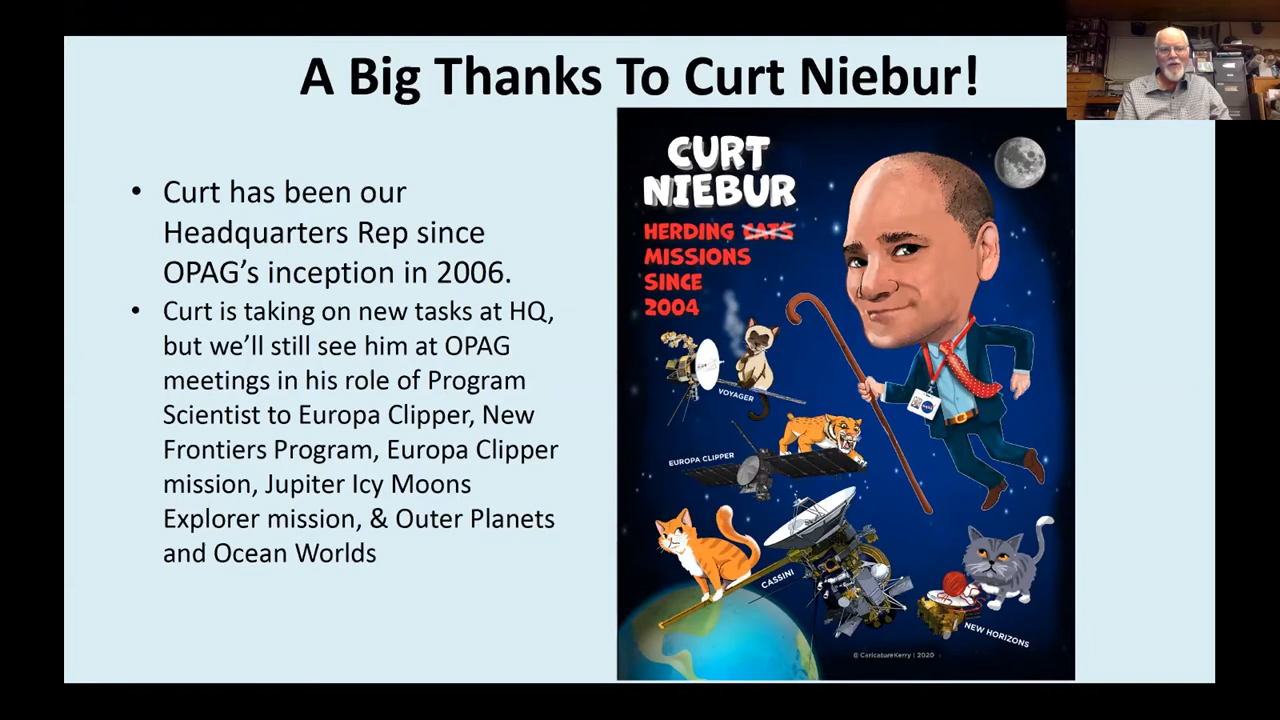 A Big Thanks To Curt Niebur!
• Curt has been our
Headquarters Rep since
OPAG’s inception in 2006.
• Curt is taking on new tasks at HQ,
but we’ll still see him at OPAG
meetings in his role of Program
Scientist to Europa Clipper, New
Frontiers Program, Europa Clipper
mission, Jupiter Icy Moons
Explorer mission, & Outer Planets
and Ocean Worlds
CURT
NIEBUR
HERDING CATS
MISSIONS
SINCE
2004
VOYAGER
EUROPA CLIPPER
CASSINI
NEW HORIZONS
© CaricatureKerry | 2020